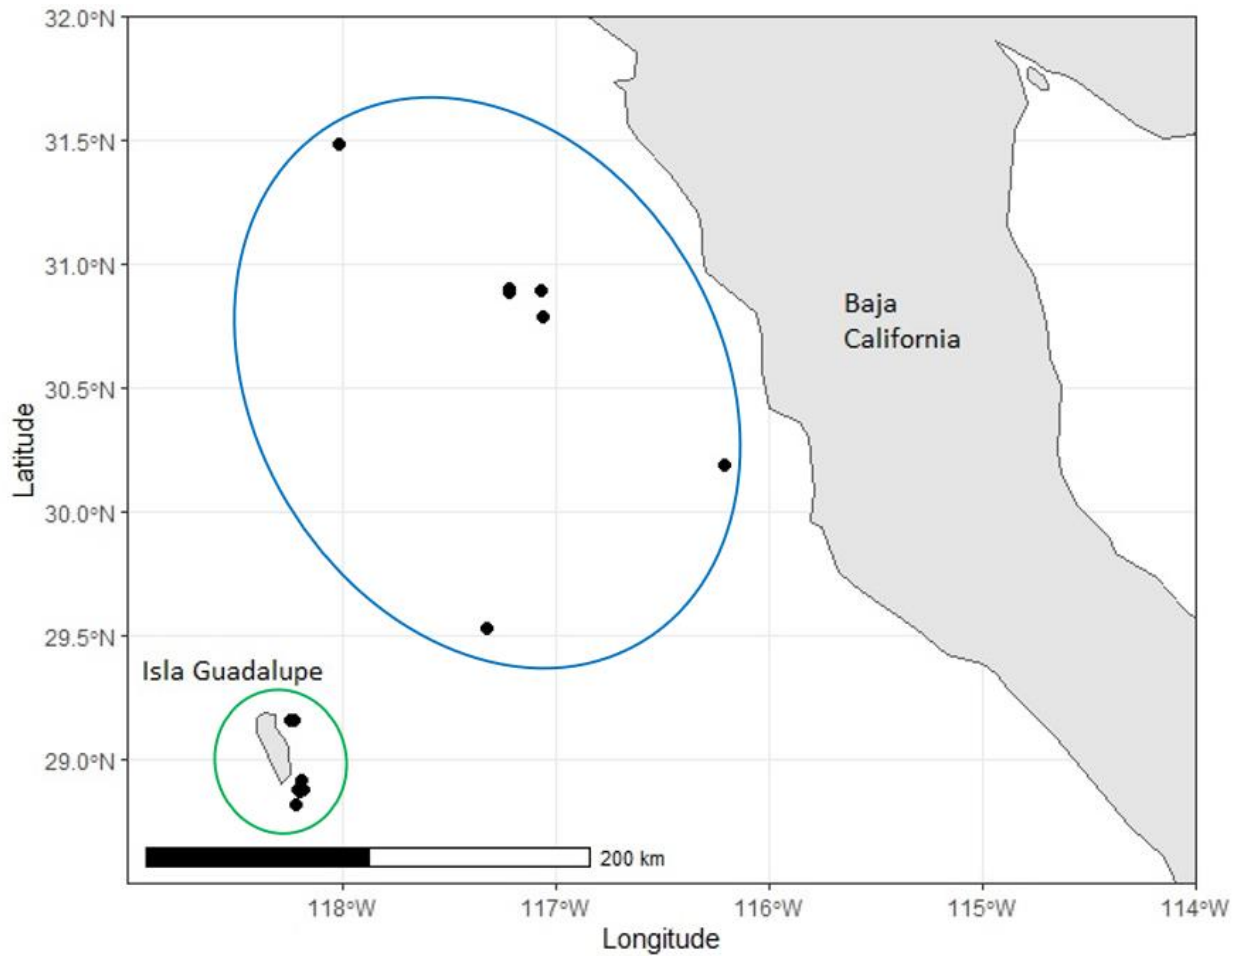 32.0°N
31.5°N
31.0°N
30.5°N
30.0°N
29.5°N
29.0°N
Latitude
Baja
California
Isla Guadalupe
200 km
118°W
117°W
116°W
115°W
114°W
Longitude